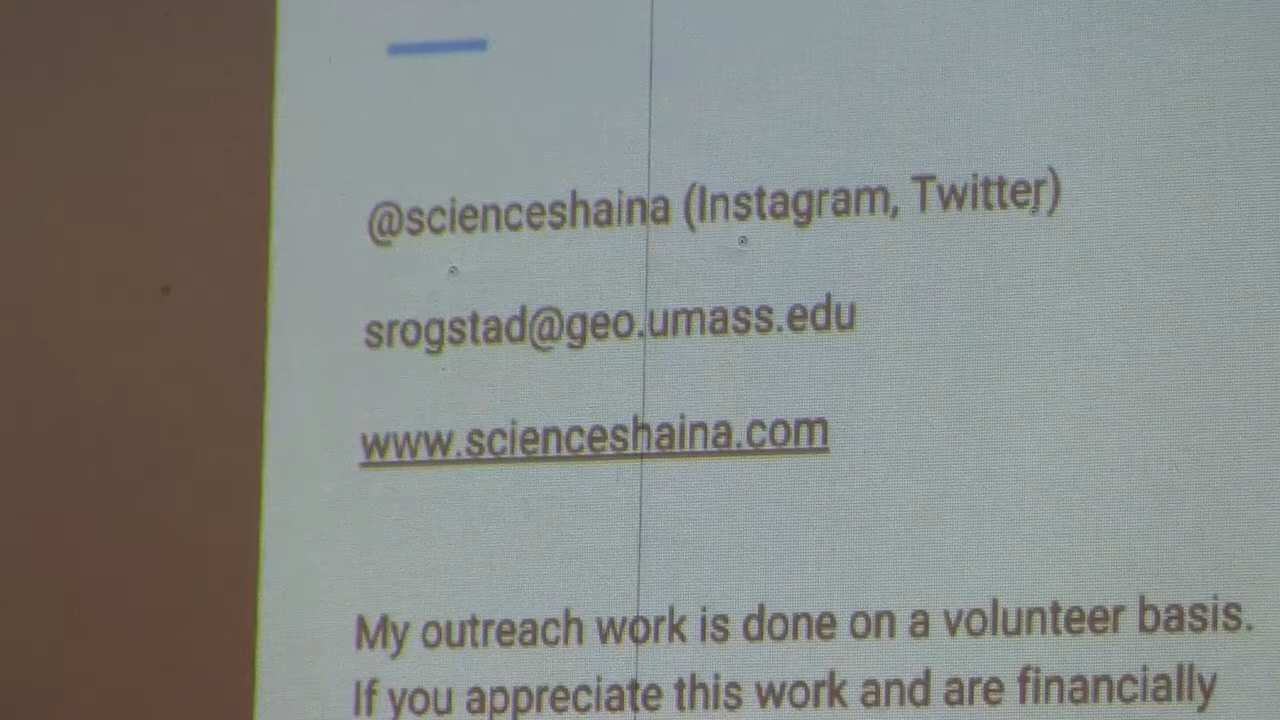 @scienceshaina (Instagram, Twitter)
srogstad@geo.umass.edu
www.scienceshaina.com
My outreach work is done on a volunteer basis.
If you appreciate this work and are financially